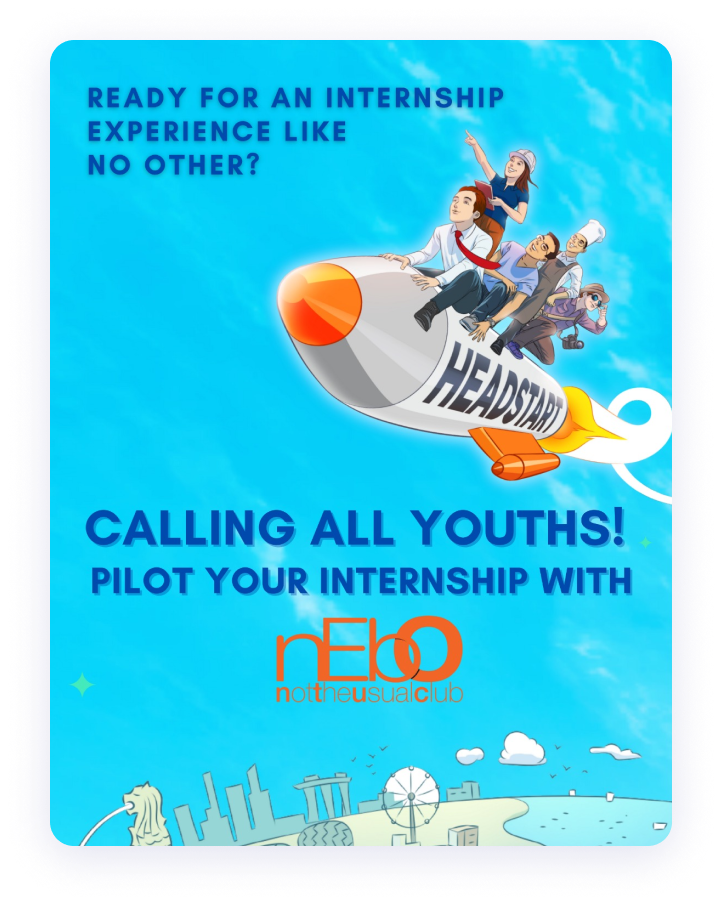 READY FOR AN INTERNSHIP
EXPERIENCE LIKE
NO OTHER?
HEADSTART
CALLING ALL YOUTHS!
PILOT YOUR INTERNSHIP WITH
nEbO
nottheusualclub